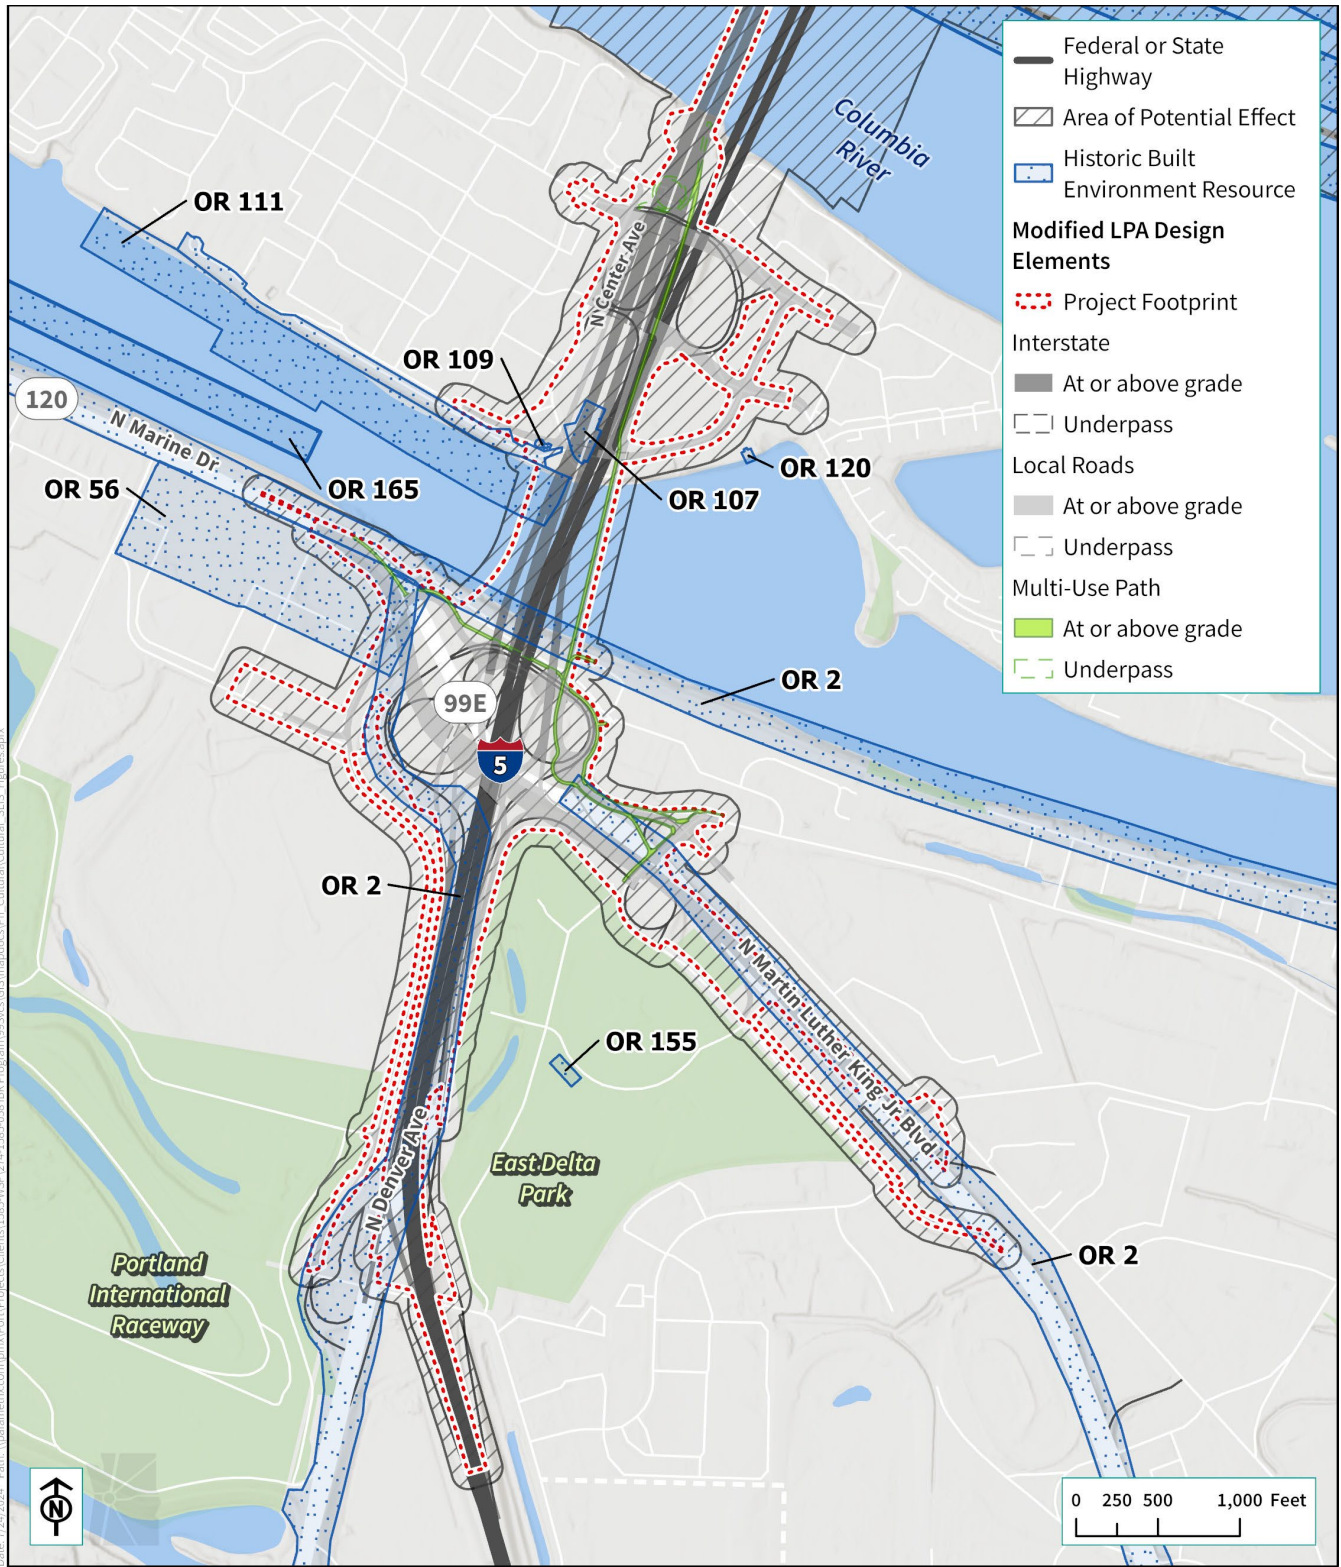 Federal or State
Highway
Area of Potential Effect
Historic Built
Environment Resource
Modified LPA Design
Elements
Project Footprint
Interstate
At or above grade
Underpass
Local Roads
At or above grade
Underpass
Multi-Use Path
At or above grade
Underpass
Columbia
River
OR 111
N Center Ave
OR 109
120
N Marine Dr
OR 120
OR 165
OR 107
OR 56
OR 2
99E
5
OR 2
N Martin Luther King Jr Blvd
OR 155
N Denver Ave
East Delta
Park
OR 2
Portland
International
Raceway
N
0 250 500 1,000 Feet